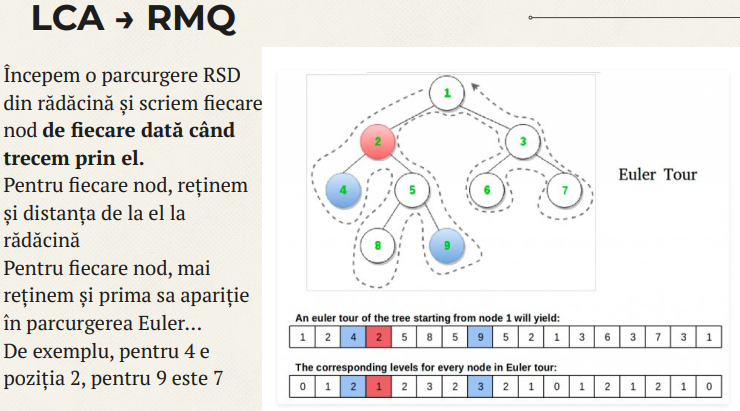 LCA → RMQ
Începem o parcurgere RSD
din rădăcină și scriem fiecare
nod de fiecare dată când
trecem prin el.
Pentru fiecare nod, reținem
și distanța de la el la
rădăcină
Pentru fiecare nod, mai
reținem și prima sa apariție
în parcurgerea Euler...
De exemplu, pentru 4 e
poziția 2, pentru 9 este 7
1
2 3
4 5 6 7
8 9
Euler Tour
An euler tour of the tree starting from node 1 will yield:
1 2 4 2 5 8 5 9 5 2 1 3 6 3 7 3 1
The corresponding levels for every node in Euler tour:
0 1 2 1 2 3 2 3 2 1 0 1 2 1 2 1 0